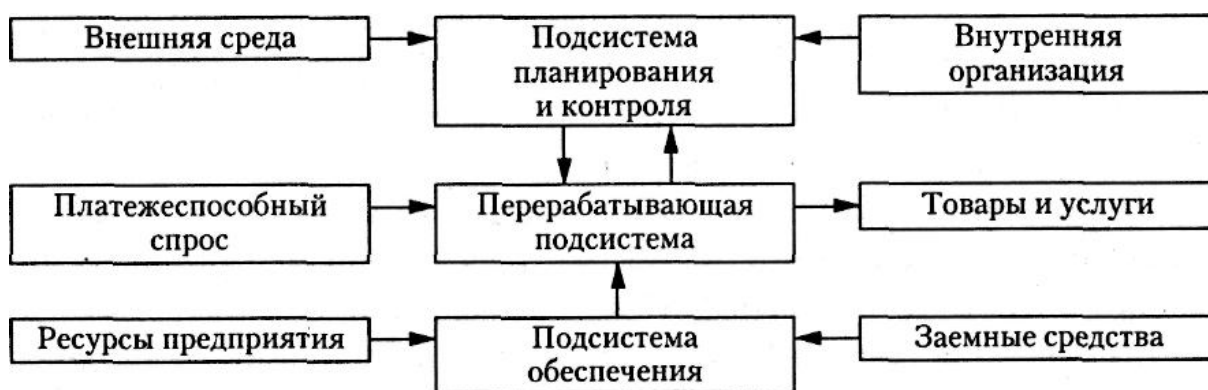 Внешняя среда
Подсистема
планирования
и контроля
Внутренняя
организация
Платежеспособный
спрос
Перерабатывающая
подсистема
Товары и услуги
Ресурсы предприятия
Подсистема
обеспечения
Заемные средства